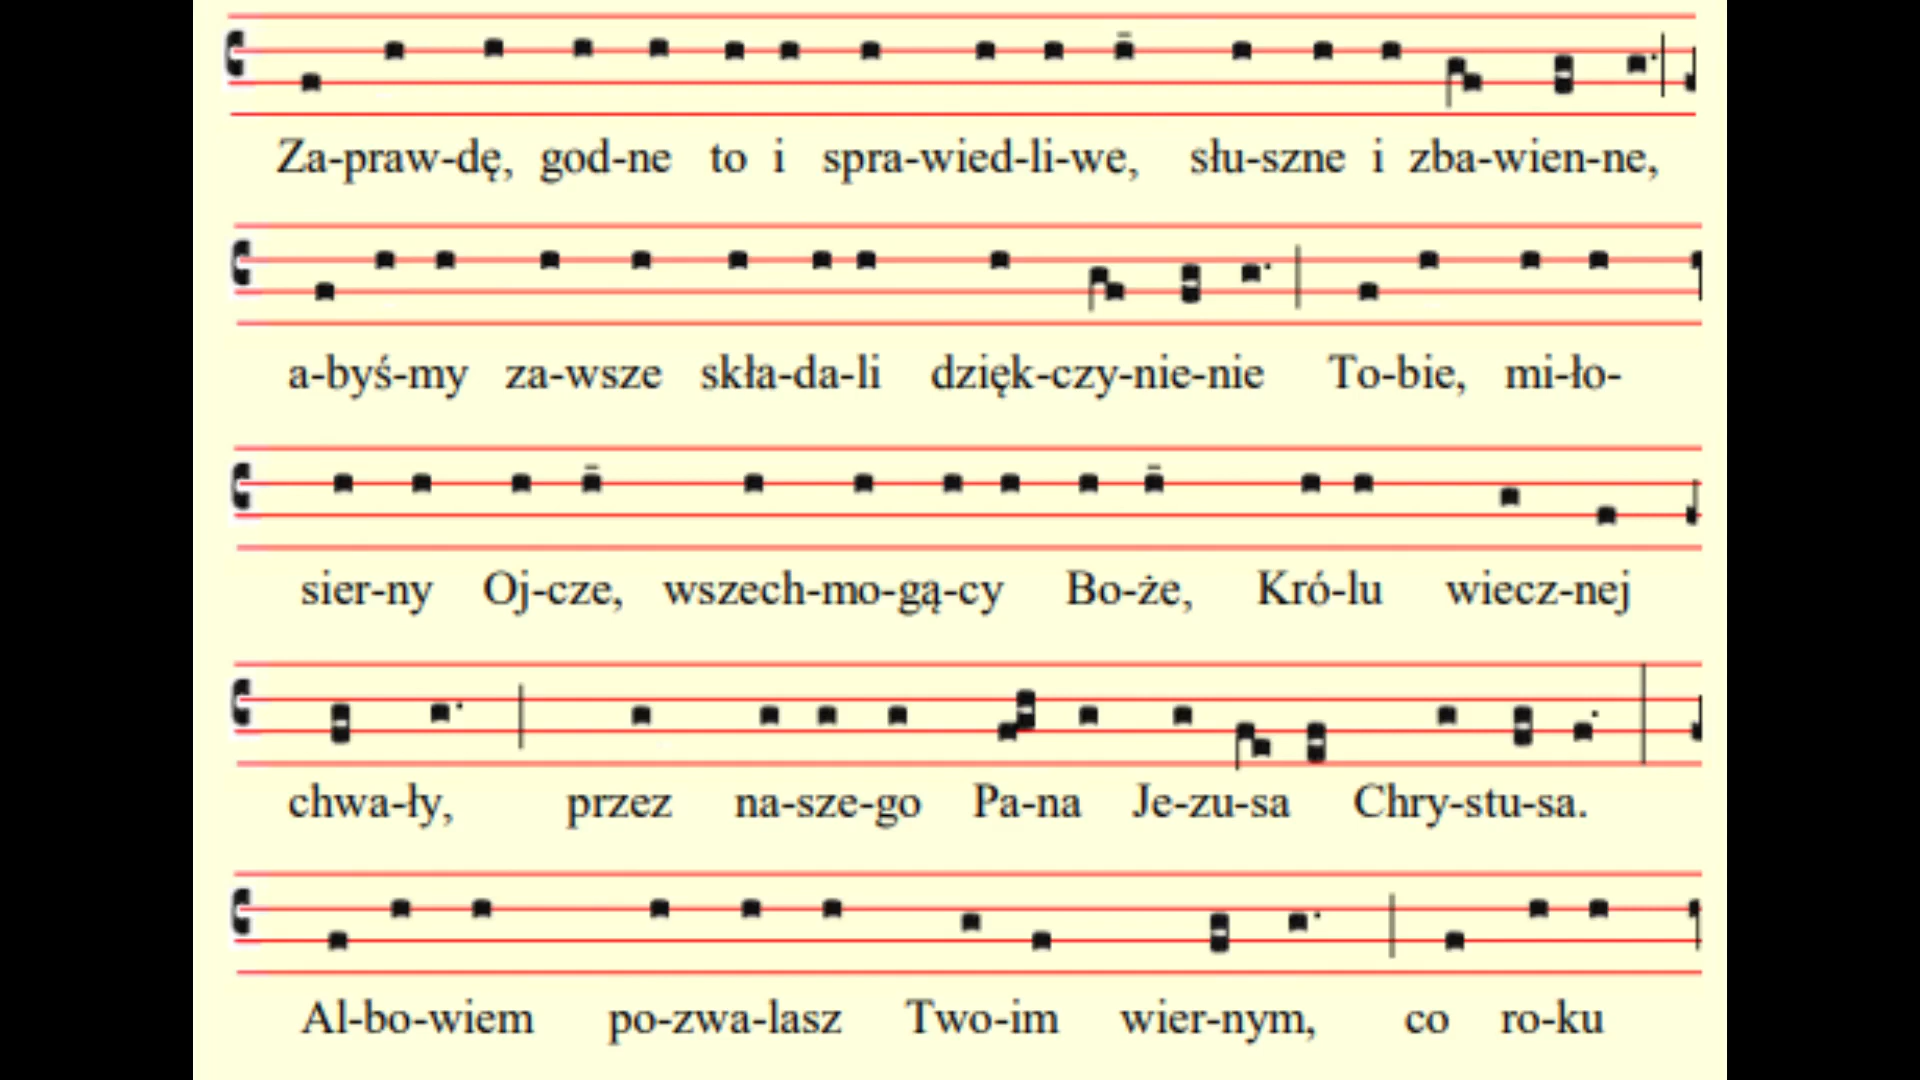 Za-praw-dę, god-ne to i spra-wied-li-we, słu-szne i zba-wien-ne,
a-byś-my za-wsze skła-da-li dzięk-czy-nie-nie To-bie, mi-ło-
sier-ny Oj-cze, wszech-mo-gą-cy Bo-że, Kró-lu wiecz-nej
chwa-ły, przez na-sze-go Pa-na Je-zu-sa Chry-stu-sa.
Al-bo-wiem po-zwa-lasz Two-im wier-nym, co ro-ku